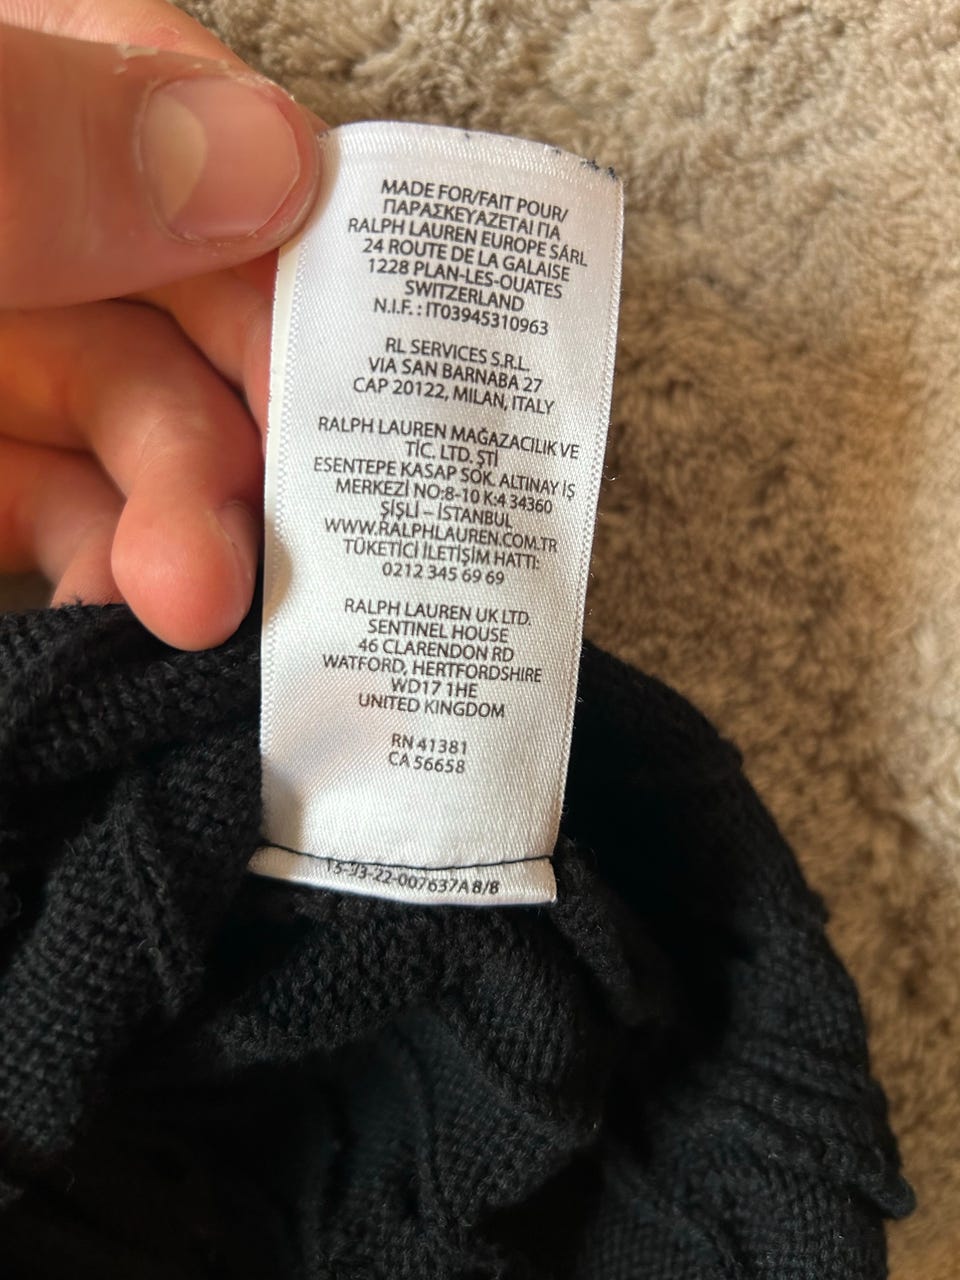 MADE FOR/FAIT POUR/
ΠΑΡΑΣΚΕΥΑΖΕΤΑΙ ΓΙΑ
RALPH LAUREN EUROPE SÁRL
24 ROUTE DE LA GALAISE
1228 PLAN-LES-OUATES
SWITZERLAND
N.I.F. : IT03945310963
RL SERVICES S.R.L.
VIA SAN BARNABA 27
CAP 20122, MILAN, ITALY
RALPH LAUREN MAĞAZACILIK VE
TİC. LTD. ŞTİ
ESENTEPE KASAP SOK. ALTINAY İŞ
MERKEZİ NO:8-10 K:4 34360
ŞİŞLİ – İSTANBUL
WWW.RALPHLAUREN.COM.TR
TÜKETİCİ İLETİŞİM HATTI:
0212 345 69 69
RALPH LAUREN UK LTD.
SENTINEL HOUSE
46 CLARENDON RD
WATFORD, HERTFORDSHIRE
WD17 1HE
UNITED KINGDOM
RN 41381
CA 56658
8/8